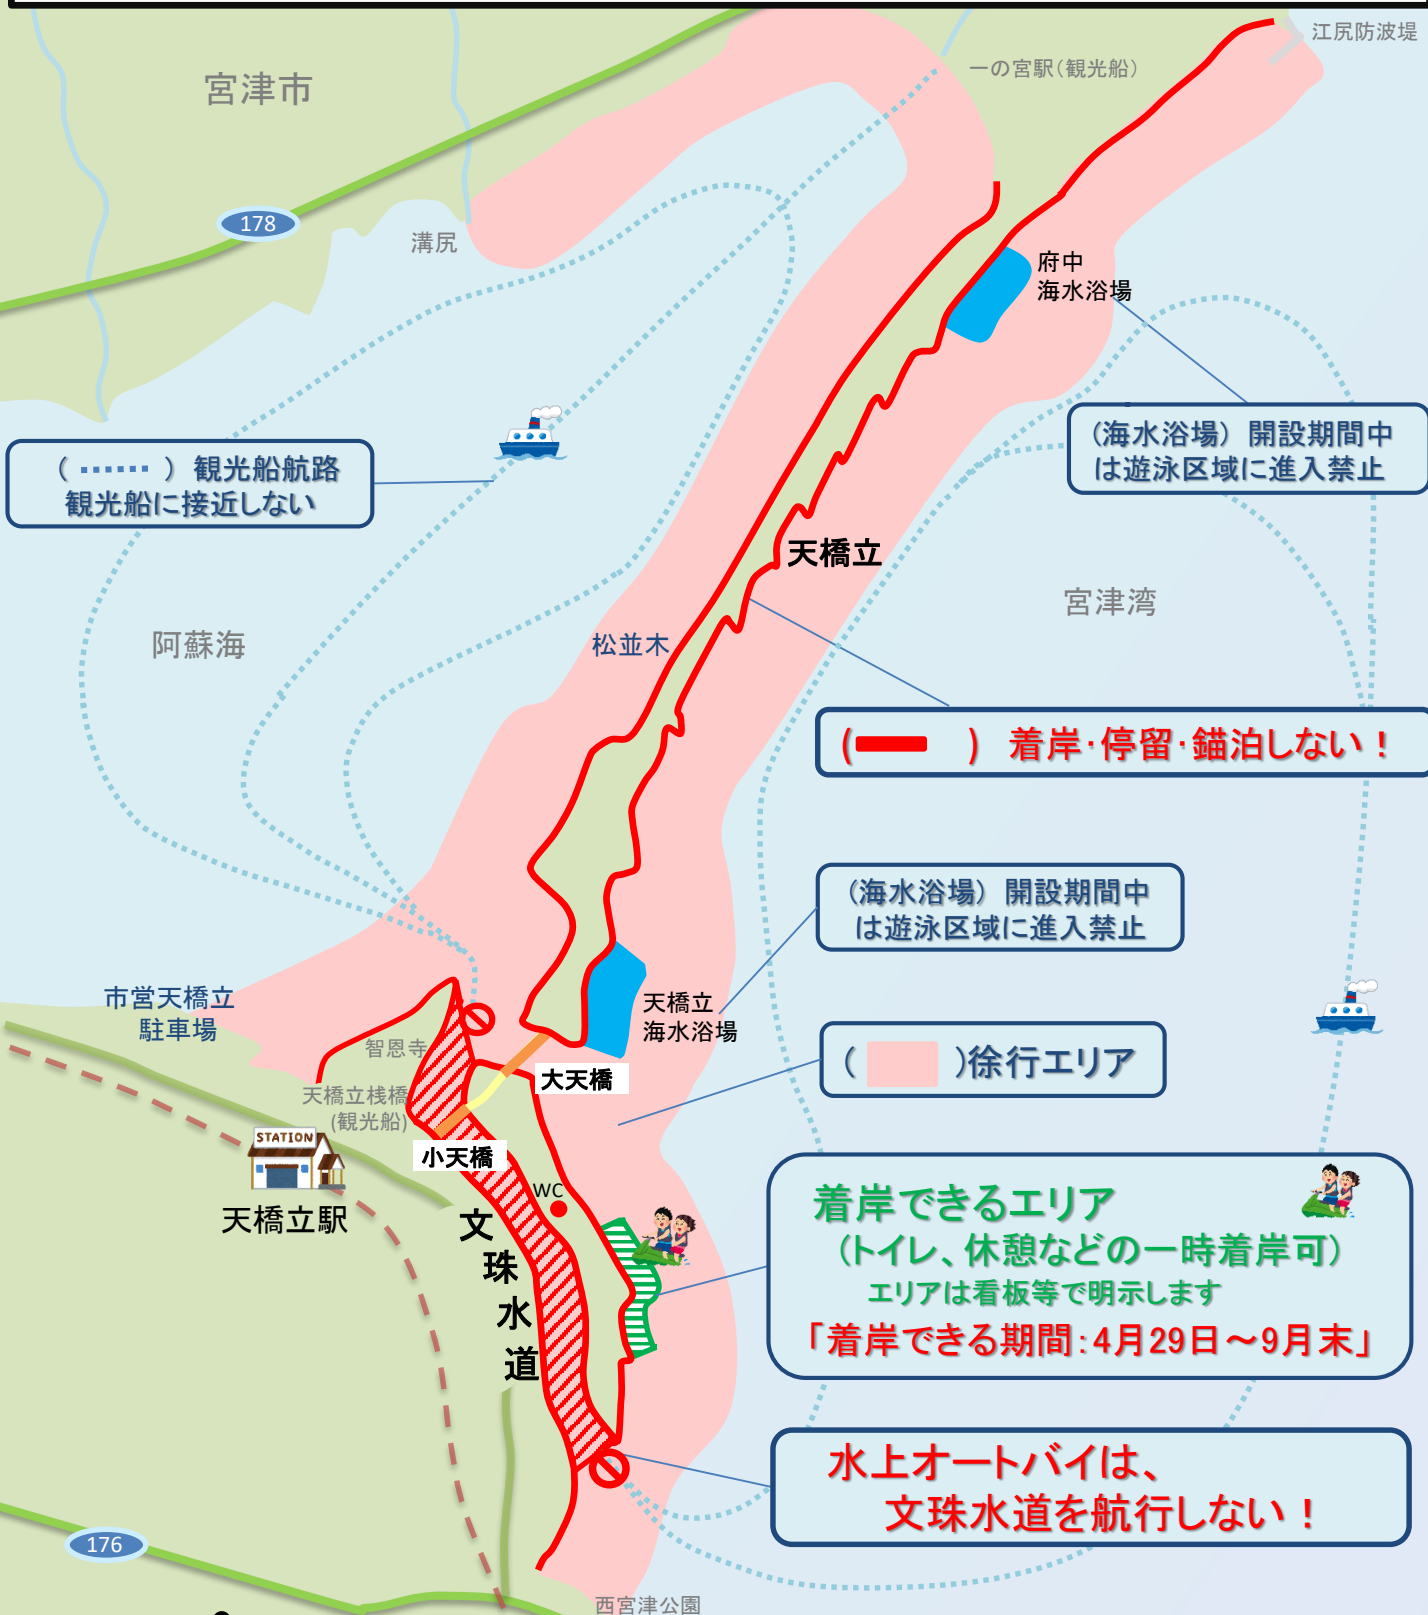 江尻防波堤
一の宮駅(観光船)
宮津市
178
溝尻
府中
海水浴場
(海水浴場) 開設期間中
は遊泳区域に進入禁止
( ) 観光船航路
観光船に接近しない
天橋立
宮津湾
阿蘇海
松並木
( ) 着岸・停留・錨泊しない!
(海水浴場) 開設期間中
は遊泳区域に進入禁止
市営天橋立
駐車場
天橋立
海水浴場
智恩寺
( )徐行エリア
大天橋
天橋立桟橋
(観光船)
STATION
小天橋
天橋立駅
WC
文珠水道
着岸できるエリア
(トイレ、休憩などの一時着岸可)
エリアは看板等で明示します
「着岸できる期間:4月29日~9月末」
水上オートバイは、
文珠水道を航行しない!
176
西宮津公園